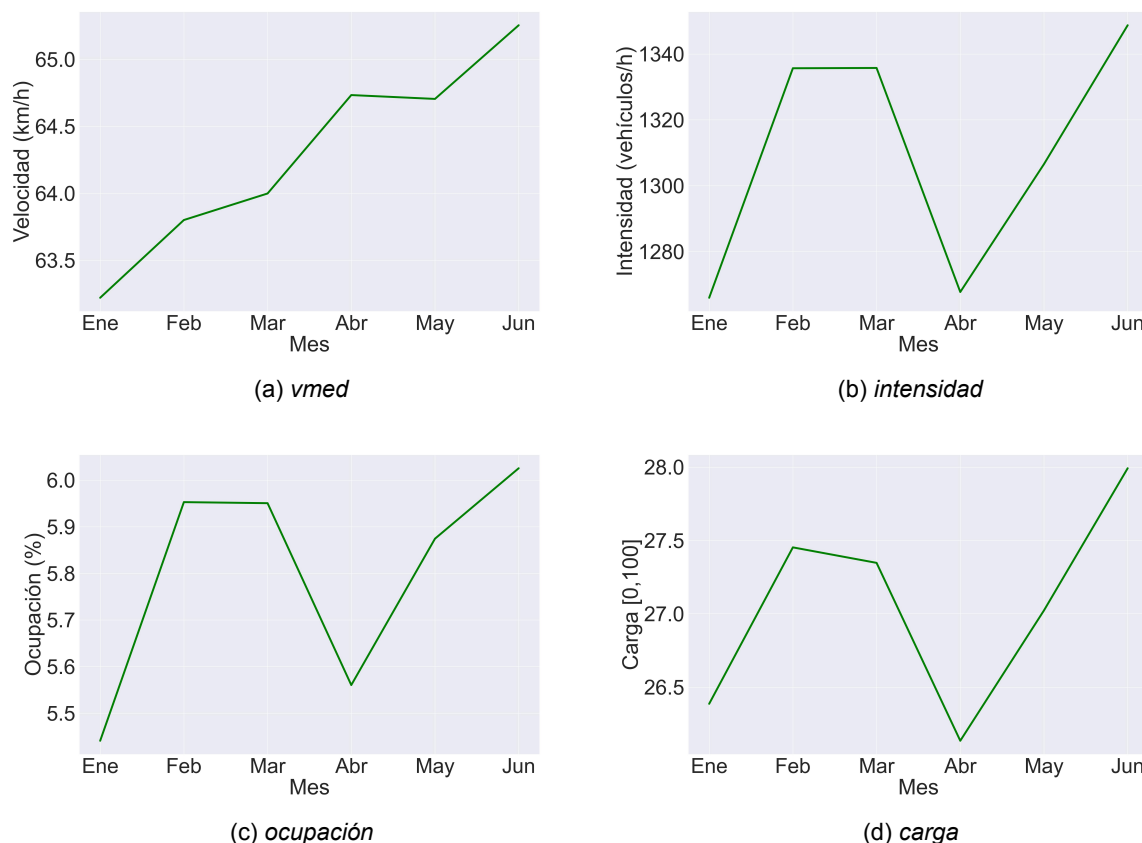 Velocidad (km/h)
65.0
64.5
64.0
63.5
Ene Feb Mar Abr May Jun
Mes
(a) vmed
Intensidad (vehículos/h)
1340
1320
1300
1280
Ene Feb Mar Abr May Jun
Mes
(b) intensidad
Ocupación (%)
6.0
5.9
5.8
5.7
5.6
5.5
Ene Feb Mar Abr May Jun
Mes
(c) ocupación
Carga [0,100]
28.0
27.5
27.0
26.5
Ene Feb Mar Abr May Jun
Mes
(d) carga